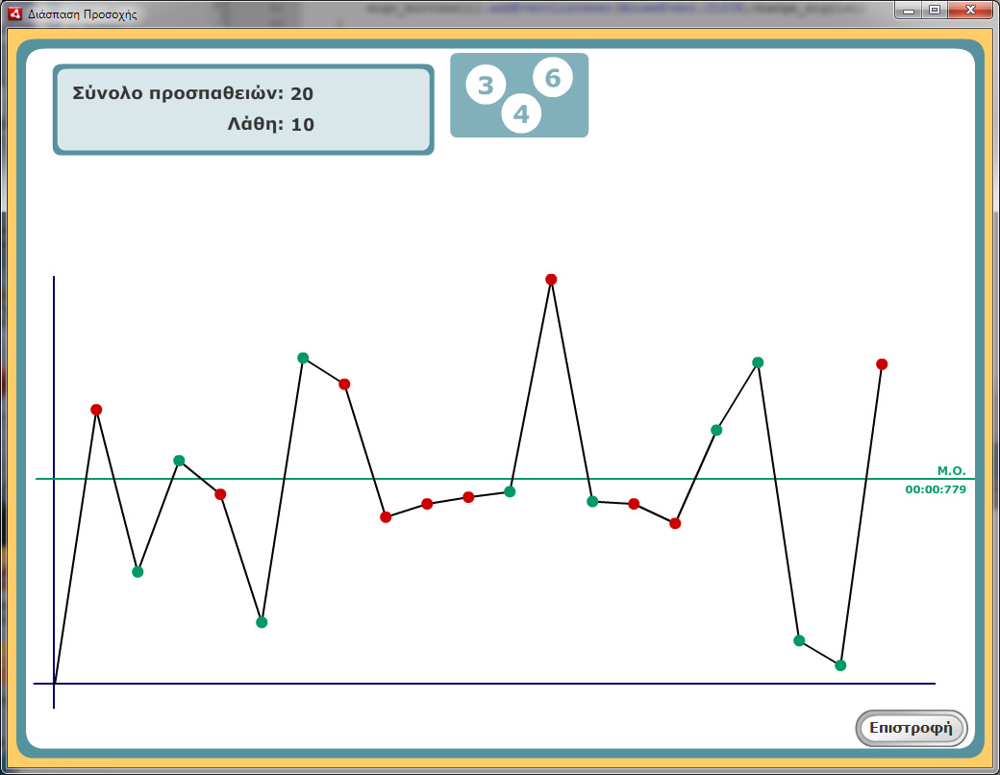 Διάσπαση Προσοχής
Σύνολο προσπαθειών: 20
Λάθη: 10
3
6
4
Μ.Ο.
00:00:779
Επιστροφή